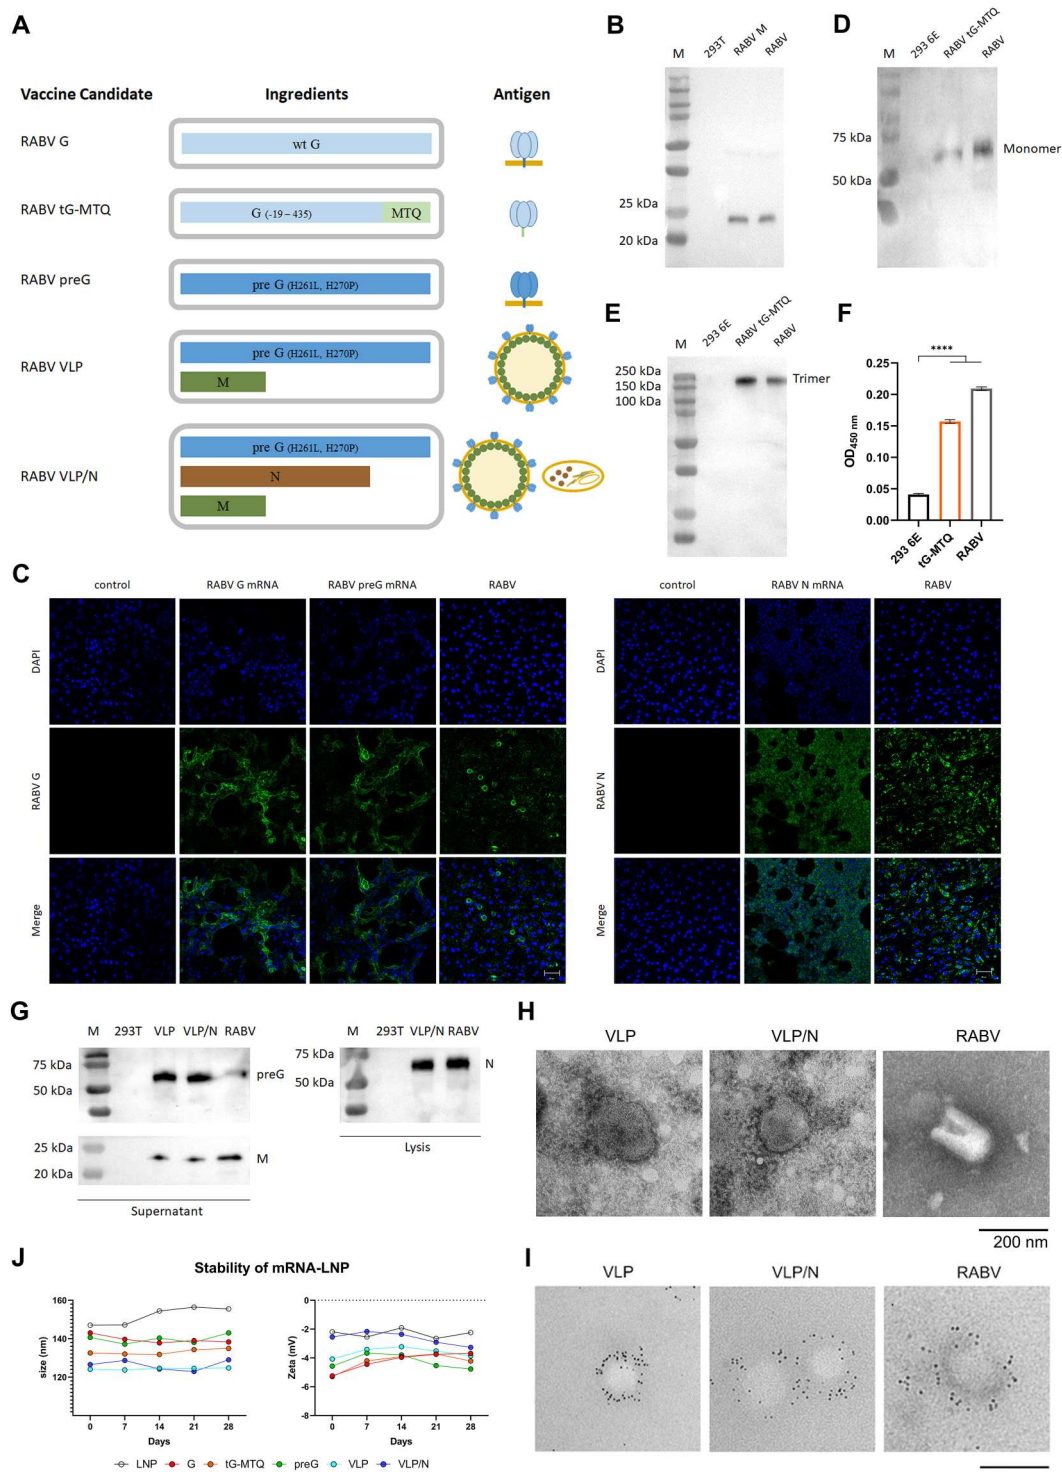 A
Vaccine Candidate Ingredients Antigen
RABV G
wt G
RABV tG-MTQ
G (-19 – 435) MTQ
RABV preG
pre G (H261L, H270P)
RABV VLP
pre G (H261L, H270P)
M
RABV VLP/N
pre G (H261L, H270P)
N
M
B
M 293T RABV M RABV
25 kDa
20 kDa
D
M 293 6E RABV tG-MTQ RABV
75 kDa
50 kDa
Monomer
E
M 293 6E RABV tG-MTQ RABV
250 kDa
150 kDa
100 kDa
Trimer
F
****
OD450 nm
0.25
0.20
0.15
0.10
0.05
0.00
293 6E tG-MTQ RABV
C
control RABV G mRNA RABV preG mRNA RABV
DAPI
RABV G
Merge
control RABV N mRNA RABV
DAPI
RABV N
Merge
G
M 293T VLP VLP/N RABV
75 kDa
50 kDa
preG
25 kDa
20 kDa
M
Supernatant
M 293T VLP/N RABV
75 kDa
50 kDa
N
Lysis
H
VLP VLP/N RABV
200 nm
J
Stability of mRNA-LNP
size (nm)
160
140
120
0 7 14 21 28
Days
Zeta (mV)
0
-2
-4
-6
-8
0 7 14 21 28
Days
LNP G tG-MTQ preG VLP VLP/N
I
VLP VLP/N RABV